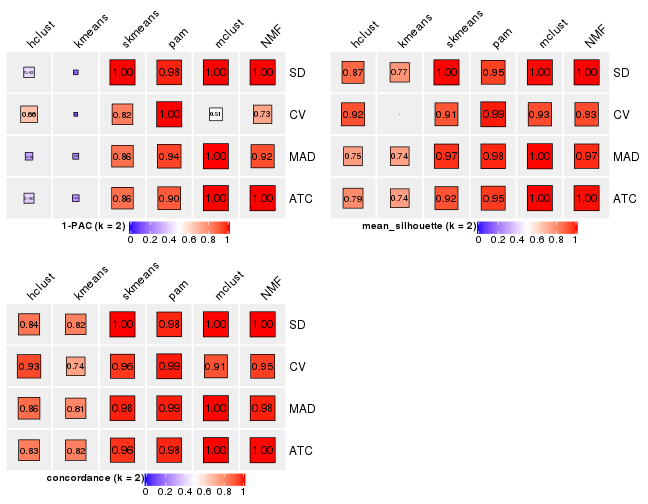 hclust kmeans skmeans pam mclust NMF
1.00 0.98 1.00 1.00 SD
0.66 0.82 1.00 0.51 0.73 CV
0.86 0.94 1.00 0.92 MAD
0.86 0.90 1.00 1.00 ATC
1-PAC (k = 2)
0 0.2 0.4 0.6 0.8 1
hclust kmeans skmeans pam mclust NMF
0.87 0.77 1.00 0.95 1.00 1.00 SD
0.92 0.91 0.99 0.93 0.93 CV
0.75 0.74 0.97 0.98 1.00 0.97 MAD
0.79 0.74 0.92 0.95 1.00 1.00 ATC
mean_silhouette (k = 2)
0 0.2 0.4 0.6 0.8 1
hclust kmeans skmeans pam mclust NMF
0.84 0.82 1.00 0.98 1.00 1.00 SD
0.93 0.74 0.96 0.99 0.91 0.95 CV
0.86 0.81 0.98 0.99 1.00 0.98 MAD
0.83 0.82 0.96 0.98 1.00 1.00 ATC
concordance (k = 2)
0 0.2 0.4 0.6 0.8 1